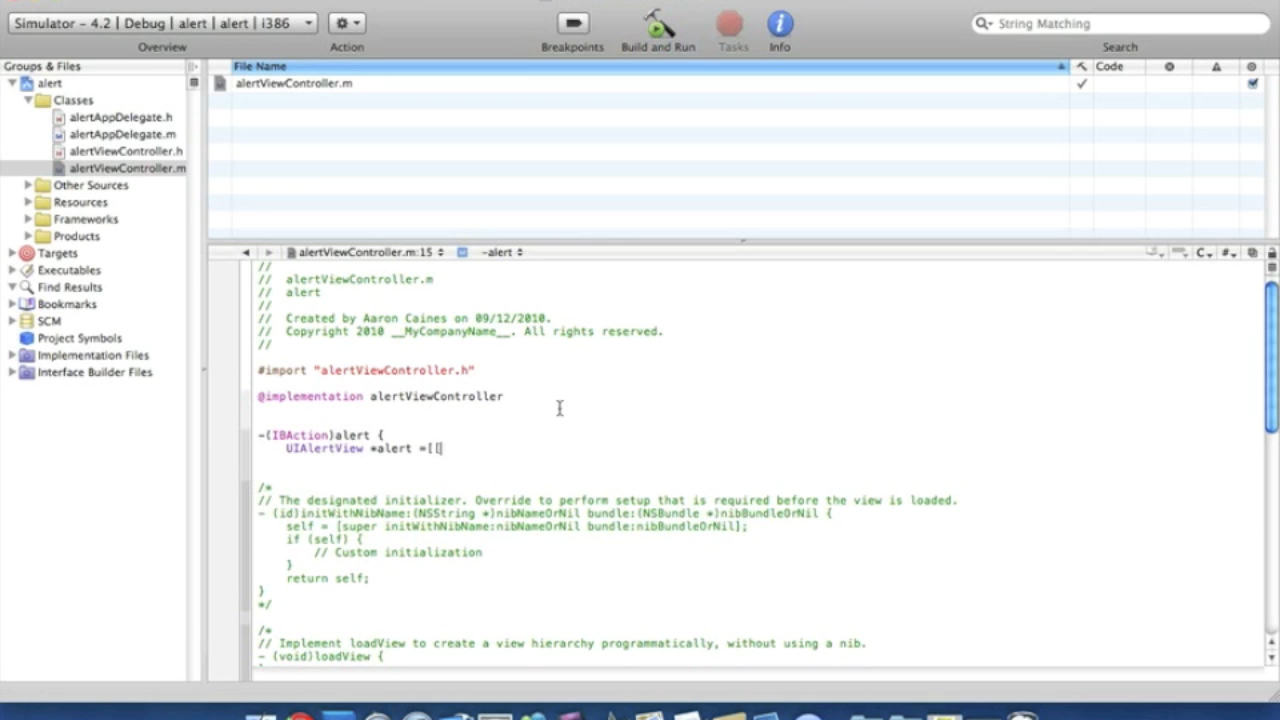 Simulator - 4.2 | Debug | alert | alert | i386
String Matching
Overview
Action
Breakpoints
Build and Run
Tasks
Info
Search
Groups & Files
File Name
Code
alert
alertViewController.m
Classes
alertAppDelegate.h
alertAppDelegate.m
alertViewController.h
alertViewController.m
Other Sources
Resources
Frameworks
Products
Targets
Executables
Find Results
Bookmarks
SCM
Project Symbols
Implementation Files
Interface Builder Files
alertViewController.m:15
-alert
C
#
//
//  alertViewController.m
//  alert
//
//  Created by Aaron Caines on 09/12/2010.
//  Copyright 2010 __MyCompanyName__. All rights reserved.
//
#import "alertViewController.h"
@implementation alertViewController
-(IBAction)alert {
    UIAlertView *alert =[[
/*
// The designated initializer. Override to perform setup that is required before the view is loaded.
- (id)initWithNibName:(NSString *)nibNameOrNil bundle:(NSBundle *)nibBundleOrNil {
    self = [super initWithNibName:nibNameOrNil bundle:nibBundleOrNil];
    if (self) {
        // Custom initialization
    }
    return self;
}
*/
/*
// Implement loadView to create a view hierarchy programmatically, without using a nib.
- (void)loadView {